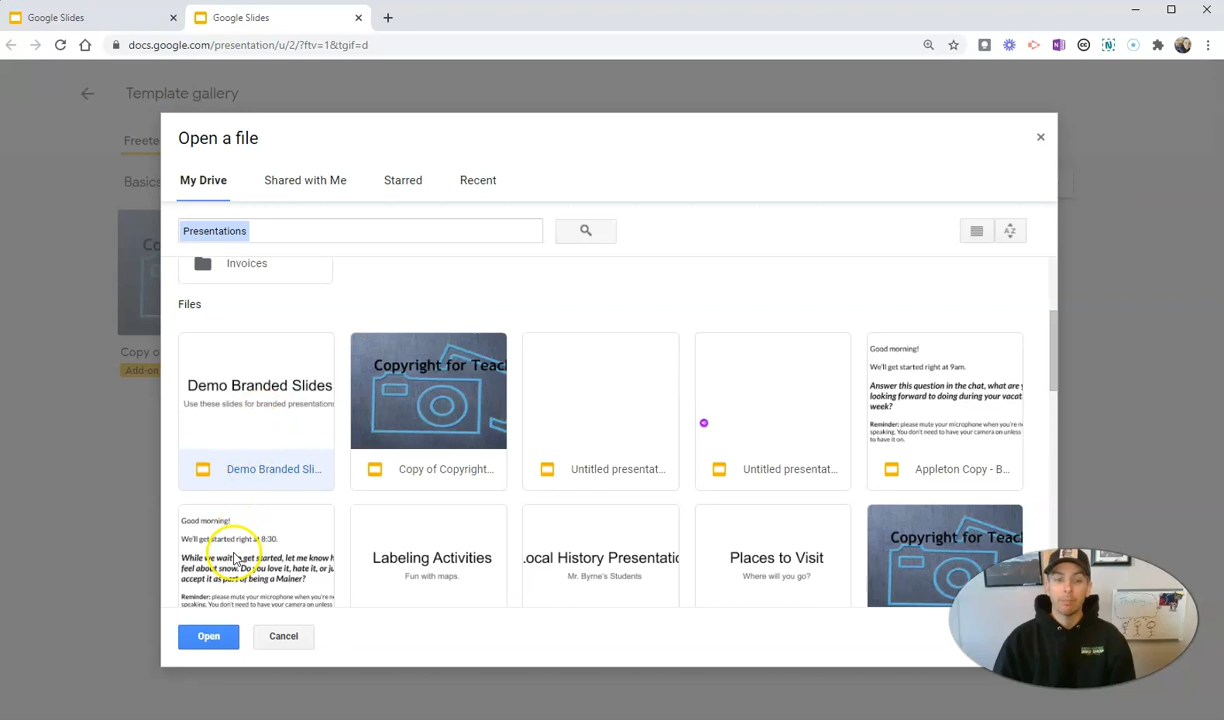 Google Slides
Google Slides
docs.google.com/presentation/u/2/?ftv=1&tgif=d
Template gallery
Freete
Basics
Copy o
Add-on
Open a file
My Drive
Shared with Me
Starred
Recent
Presentations
Invoices
Files
Demo Branded Slides
Use these slides for branded presentations
Demo Branded Sli...
Copyright for Teac
Copy of Copyright...
Untitled presentat...
Untitled presentat...
Good morning!
We'll get started right at 9am.
Answer this question in the chat, what are
looking forward to doing during your vacat
week?
Reminder: please mute your microphone when you're n
speaking. You don't need to have your camera on unless
to have it on.
Appleton Copy - B...
Good morning!
We'll get started right at 8:30.
While we wait to get started, let me know h
feel about snow. Do you love it, hate it, or ju
accept it as part of being a Mainer?
Reminder: please mute your microphone when you're n
speaking. You don't need to have your camera on unless
Labeling Activities
Fun with maps.
Local History Presentatio
Mr. Byrne's Students
Places to Visit
Where will you go?
Copyright for Teac
Open
Cancel